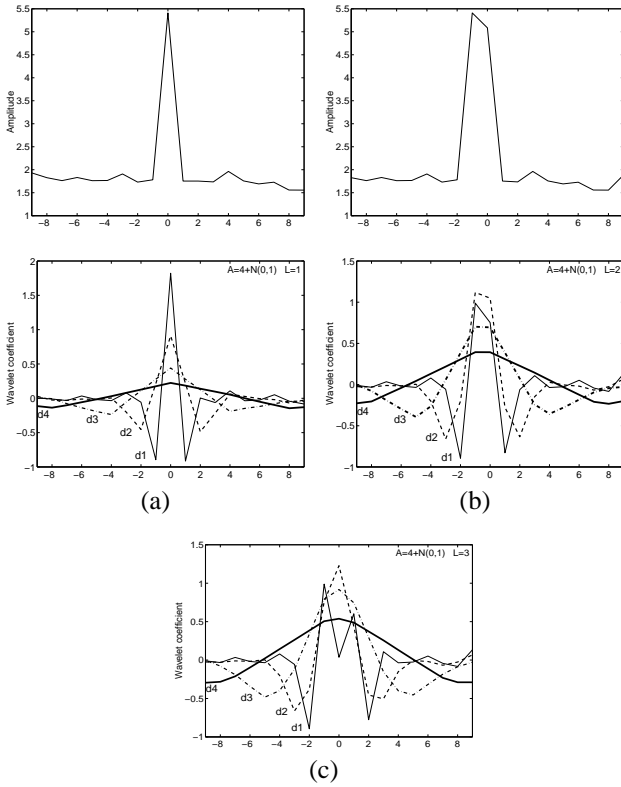 5.5
5
4.5
4
3.5
3
2.5
2
1.5
1
Amplitude
−8 −6 −4 −2 0 2 4 6 8
5.5
5
4.5
4
3.5
3
2.5
2
1.5
1
Amplitude
−8 −6 −4 −2 0 2 4 6 8
2
1.5
1
0.5
0
−0.5
−1
Wavelet coefficient
A=4+N(0,1) L=1
d4
d3
d2
d1
−8 −6 −4 −2 0 2 4 6 8
(a)
1.5
1
0.5
0
−0.5
−1
Wavelet coefficient
A=4+N(0,1) L=2
d4
d3
d2
d1
−8 −6 −4 −2 0 2 4 6 8
(b)
1.5
1
0.5
0
−0.5
−1
Wavelet coefficient
A=4+N(0,1) L=3
d4
d3
d2
d1
−8 −6 −4 −2 0 2 4 6 8
(c)